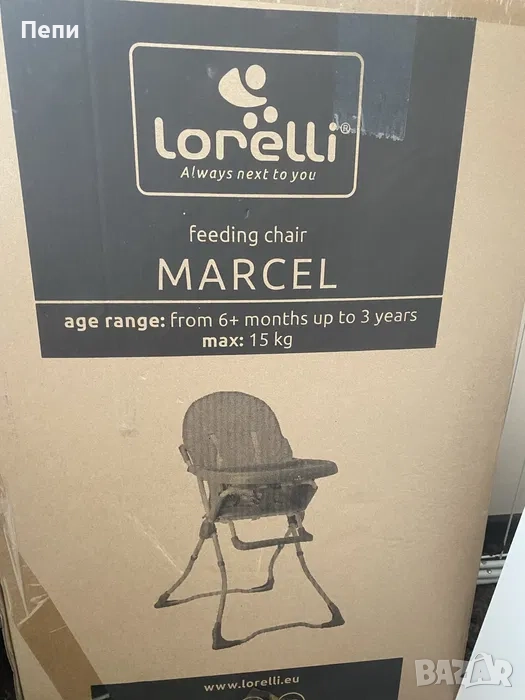 Пепи
lorelli®
Always next to you
feeding chair
MARCEL
age range: from 6+ months up to 3 years
max: 15 kg
www.lorelli.eu
BAZAR